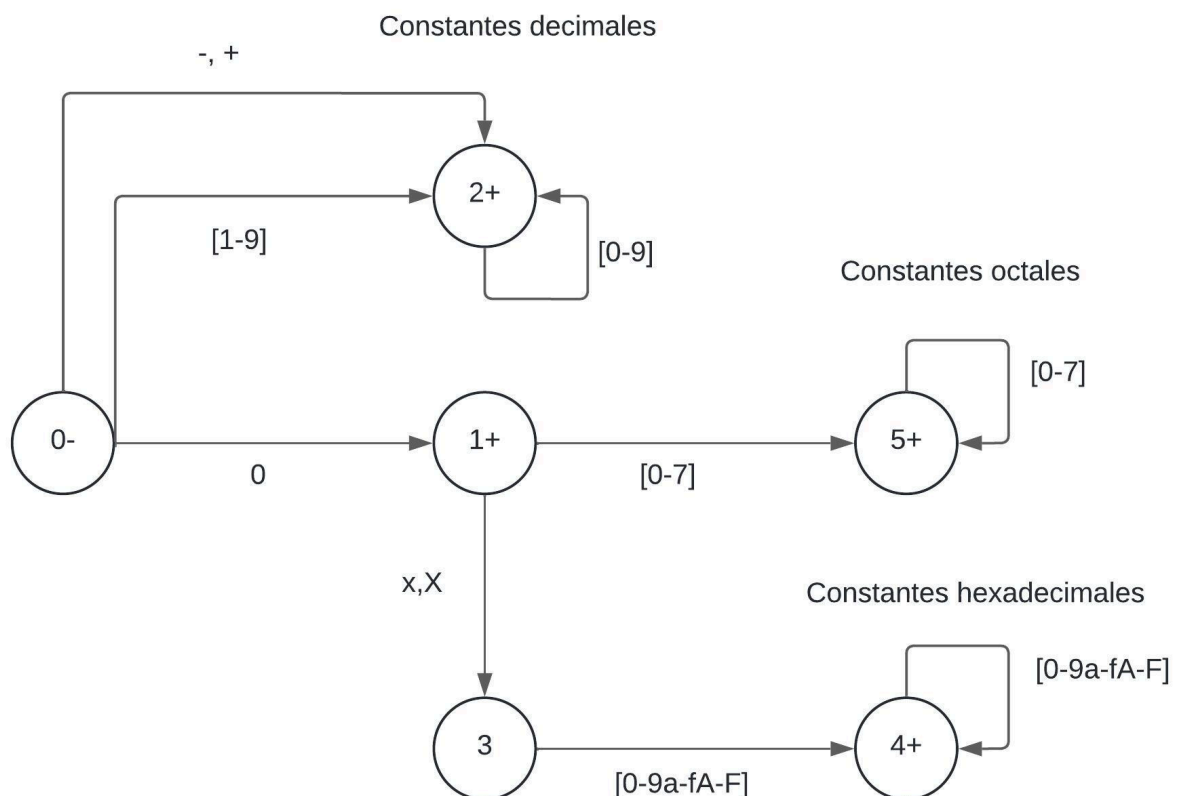 Constantes decimales
-, +
2+
[1-9]
[0-9]
Constantes octales
[0-7]
0-
1+
5+
0
[0-7]
x,X
Constantes hexadecimales
[0-9a-fA-F]
3
4+
[0-9a-fA-F]